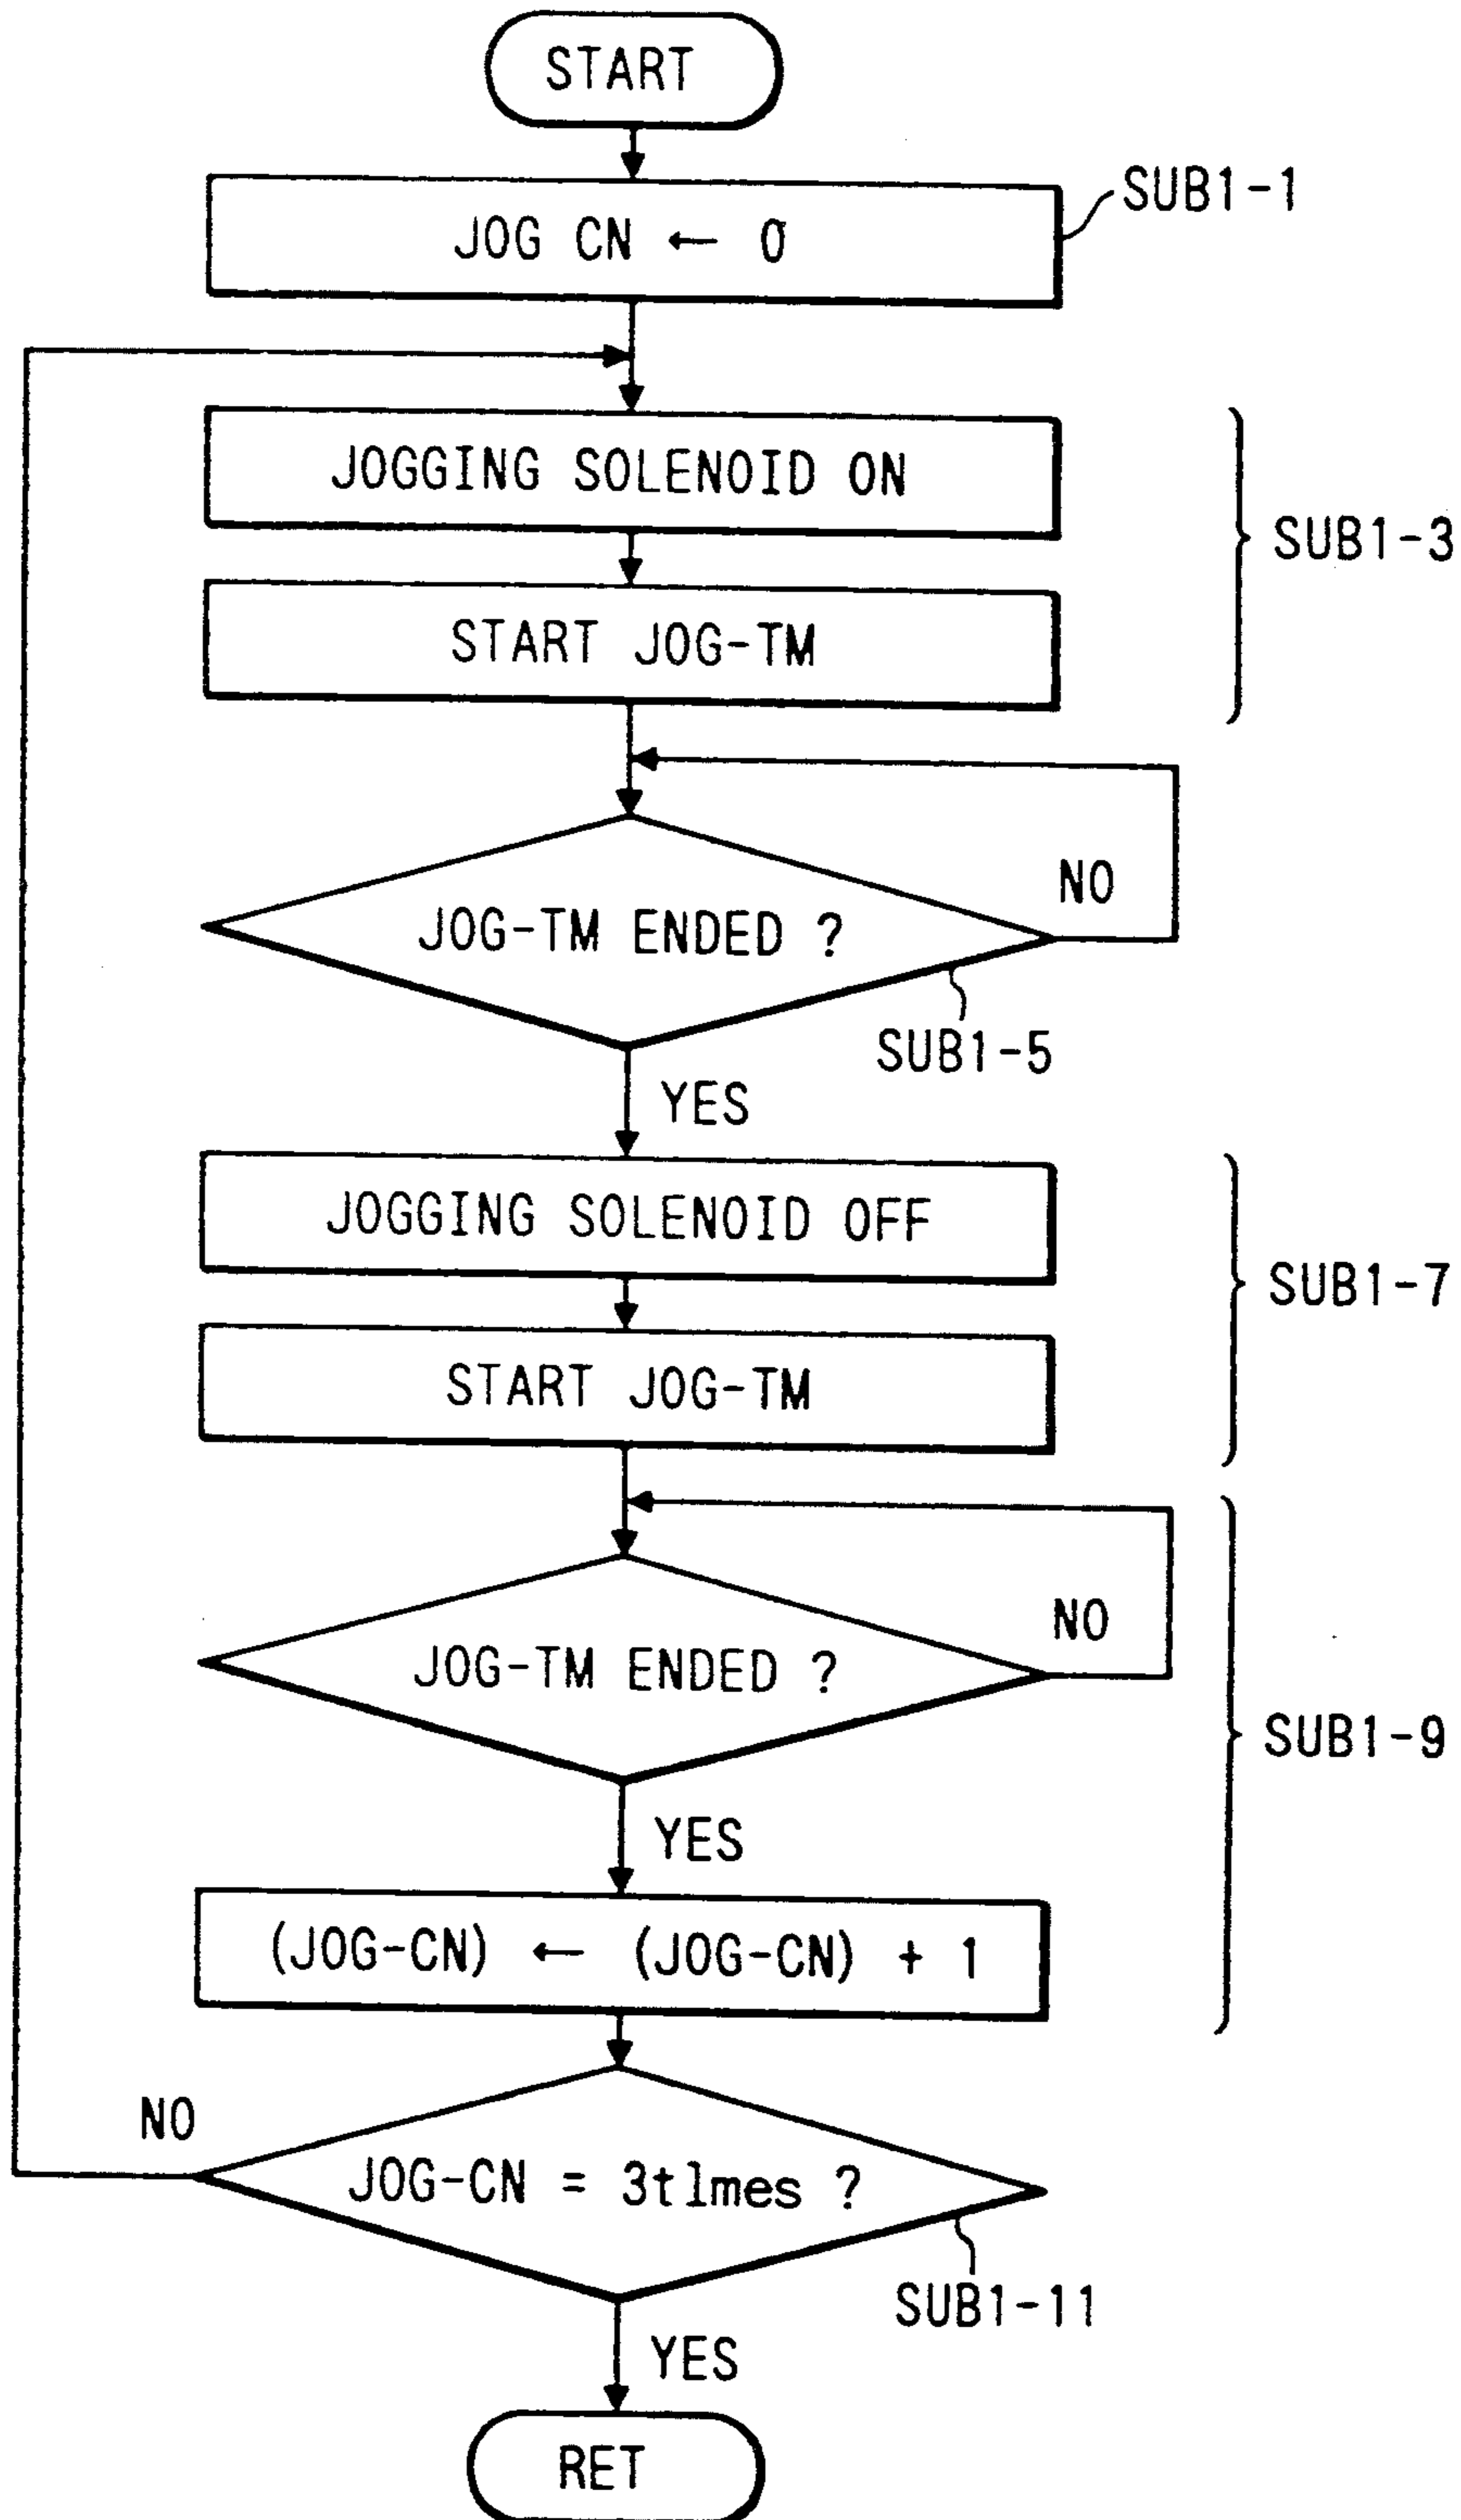 START
JOG CN ← 0
SUB1-1
JOGGING SOLENOID ON
START JOG-TM
SUB1-3
NO
JOG-TM ENDED ?
SUB1-5
YES
JOGGING SOLENOID OFF
START JOG-TM
SUB1-7
NO
JOG-TM ENDED ?
SUB1-9
YES
(JOG-CN) ← (JOG-CN) + 1
NO
JOG-CN = 3tlmes ?
SUB1-11
YES
RET